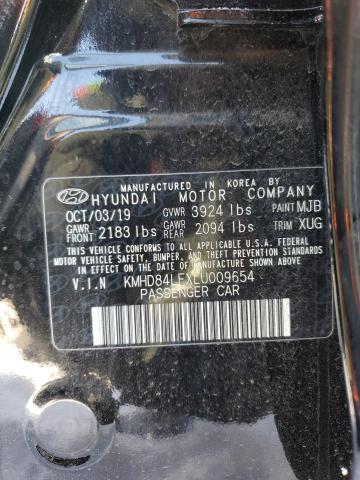 MANUFACTURED IN KOREA BY
HYUNDAI MOTOR COMPANY
OCT/03/19 GVWR 3924 lbs PAINT MJB
GAWR FRONT 2183 lbs GAWR REAR 2094 lbs TRIM XUG
THIS VEHICLE CONFORMS TO ALL APPLICABLE U.S.A. FEDERAL
MOTOR VEHICLE SAFETY, BUMPER, AND THEFT PREVENTION STANDARDS
IN EFFECT ON THE DATE OF MANUFACTURE SHOWN ABOVE.
V.I.N KMHD84LFXLU009654
PASSENGER CAR